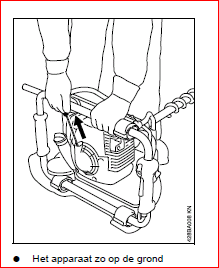 438BA008 KN
● Het apparaat zo op de grond